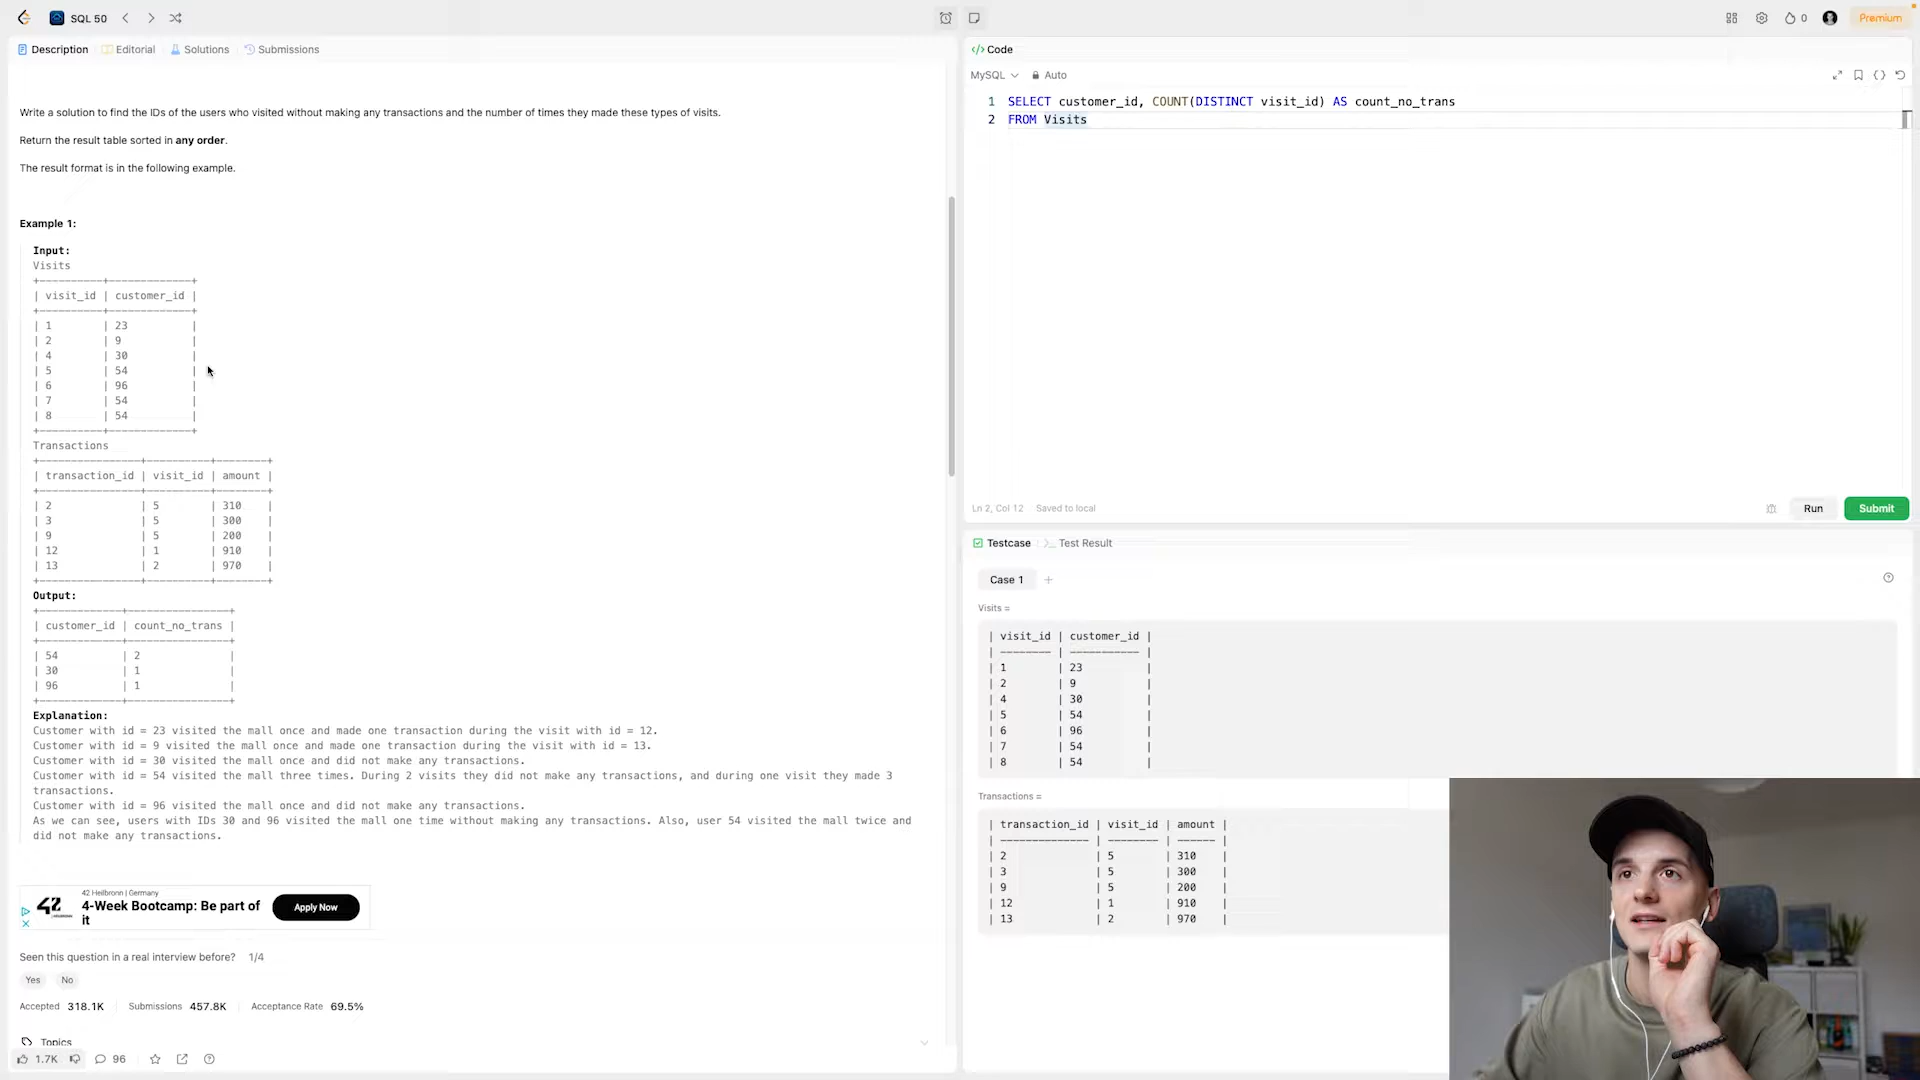 SQL 50
0
Premium
Description
Editorial
Solutions
Submissions
Write a solution to find the IDs of the users who visited without making any transactions and the number of times they made these types of visits.
Return the result table sorted in any order.
The result format is in the following example.
Example 1:
Input:
Visits
| visit_id | customer_id |
| 1 | 23 |
| 2 | 9 |
| 4 | 30 |
| 5 | 54 |
| 6 | 96 |
| 7 | 54 |
| 8 | 54 |
Transactions
| transaction_id | visit_id | amount |
| 2 | 5 | 310 |
| 3 | 5 | 300 |
| 9 | 5 | 200 |
| 12 | 1 | 910 |
| 13 | 2 | 970 |
Output:
| customer_id | count_no_trans |
| 54 | 2 |
| 30 | 1 |
| 96 | 1 |
Explanation:
Customer with id = 23 visited the mall once and made one transaction during the visit with id = 12.
Customer with id = 9 visited the mall once and made one transaction during the visit with id = 13.
Customer with id = 30 visited the mall once and did not make any transactions.
Customer with id = 54 visited the mall three times. During 2 visits they did not make any transactions, and during one visit they made 3
transactions.
Customer with id = 96 visited the mall once and did not make any transactions.
As we can see, users with IDs 30 and 96 visited the mall one time without making any transactions. Also, user 54 visited the mall twice and
did not make any transactions.
42 Heilbronn | Germany
42
4-Week Bootcamp: Be part of
it
Apply Now
Seen this question in a real interview before? 1/4
Yes No
Accepted 318.1K Submissions 457.8K Acceptance Rate 69.5%
Topics
1.7K 96
</> Code
MySQL Auto
1 SELECT customer_id, COUNT(DISTINCT visit_id) AS count_no_trans
2 FROM Visits
Ln 2, Col 12 Saved to local
Run
Submit
Testcase
>_ Test Result
Case 1 +
Visits =
| visit_id | customer_id |
| -------- | ----------- |
| 1 | 23 |
| 2 | 9 |
| 4 | 30 |
| 5 | 54 |
| 6 | 96 |
| 7 | 54 |
| 8 | 54 |
Transactions =
| transaction_id | visit_id | amount |
| -------------- | -------- | ------ |
| 2 | 5 | 310 |
| 3 | 5 | 300 |
| 9 | 5 | 200 |
| 12 | 1 | 910 |
| 13 | 2 | 970 |